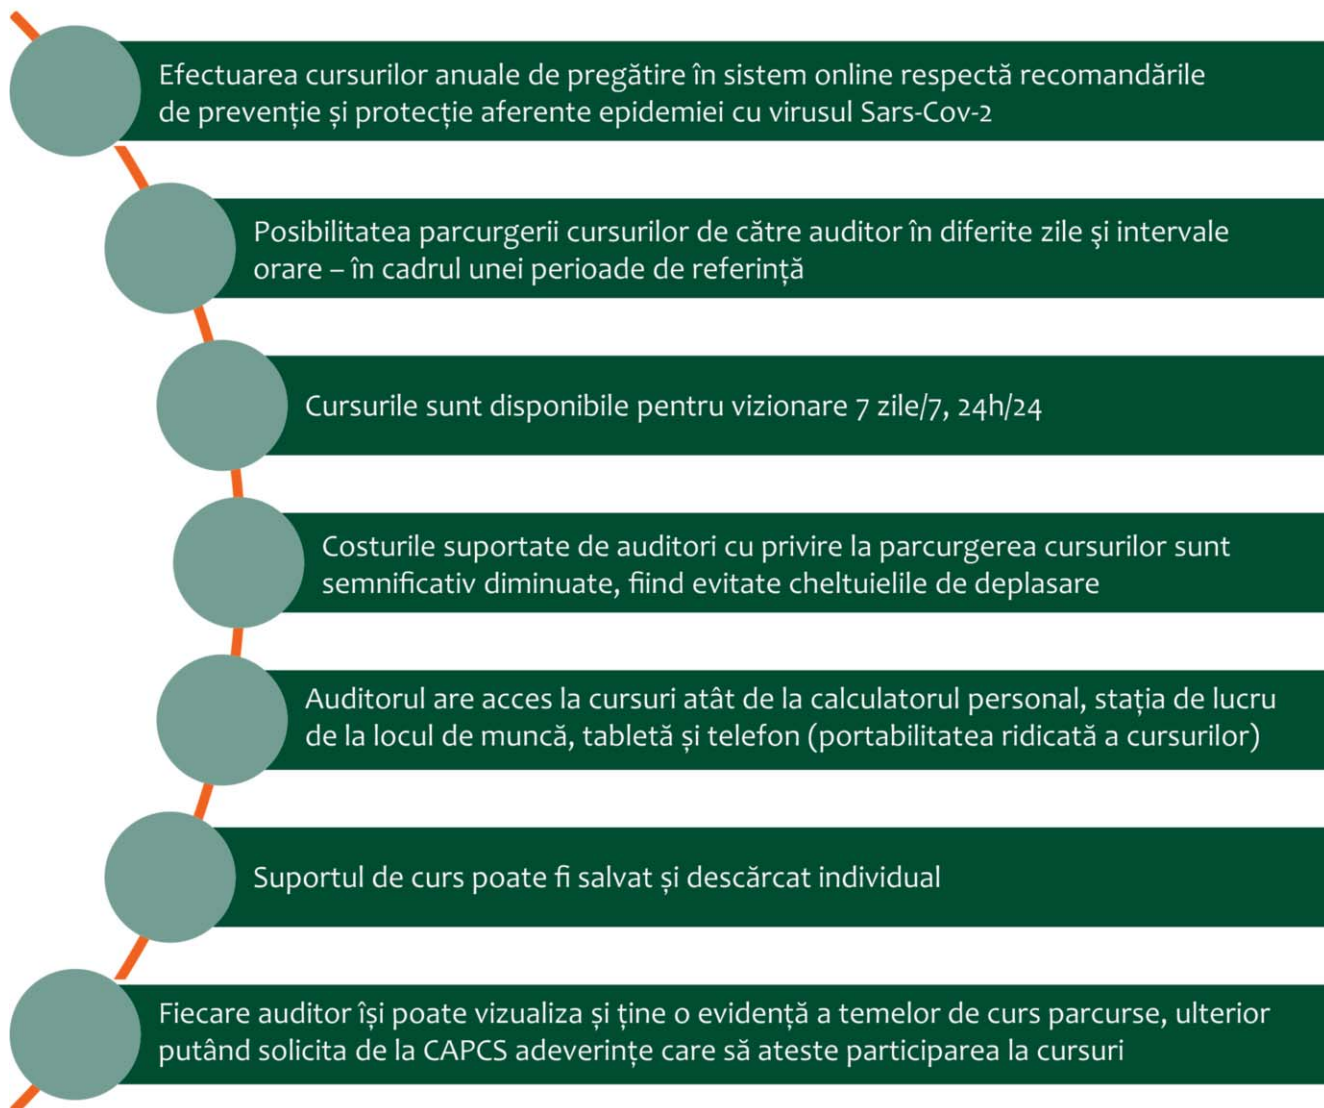 Efectuarea cursurilor anuale de pregătire în sistem online respectă recomandările
de prevenție și protecție aferente epidemiei cu virusul Sars-Cov-2
Posibilitatea parcurgerii cursurilor de către auditor în diferite zile şi intervale
orare – în cadrul unei perioade de referință
Cursurile sunt disponibile pentru vizionare 7 zile/7, 24h/24
Costurile suportate de auditori cu privire la parcurgerea cursurilor sunt
semnificativ diminuate, fiind evitate cheltuielile de deplasare
Auditorul are acces la cursuri atât de la calculatorul personal, stația de lucru
de la locul de muncă, tabletă și telefon (portabilitatea ridicată a cursurilor)
Suportul de curs poate fi salvat și descărcat individual
Fiecare auditor își poate vizualiza și ține o evidență a temelor de curs parcurse, ulterior
putând solicita de la CAPCS adeverințe care să ateste participarea la cursuri